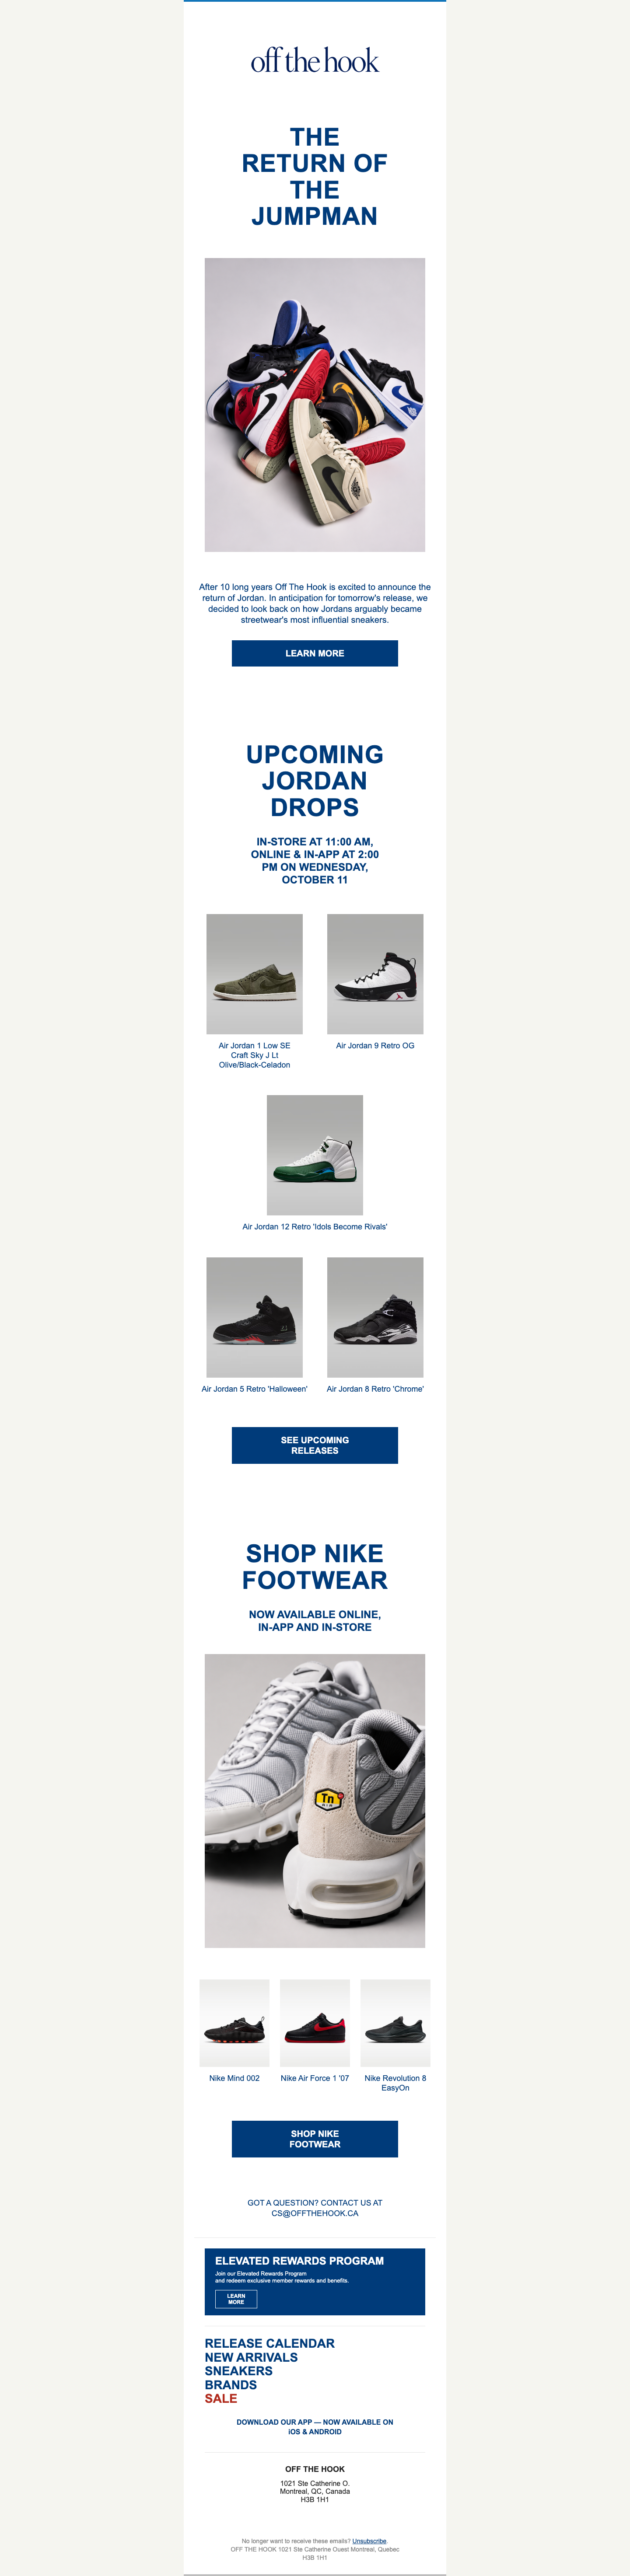 off the hook
THE
RETURN OF
THE
JUMPMAN
After 10 long years Off The Hook is excited to announce the
return of Jordan. In anticipation for tomorrow's release, we
decided to look back on how Jordans arguably became
streetwear's most influential sneakers.
LEARN MORE
UPCOMING
JORDAN
DROPS
IN-STORE AT 11:00 AM,
ONLINE & IN-APP AT 2:00
PM ON WEDNESDAY,
OCTOBER 11
Air Jordan 1 Low SE
Craft Sky J Lt
Olive/Black-Celadon
Air Jordan 9 Retro OG
Air Jordan 12 Retro 'Idols Become Rivals'
Air Jordan 5 Retro 'Halloween'
Air Jordan 8 Retro 'Chrome'
SEE UPCOMING
RELEASES
SHOP NIKE
FOOTWEAR
NOW AVAILABLE ONLINE,
IN-APP AND IN-STORE
Tn
AIR
Nike Mind 002
Nike Air Force 1 '07
Nike Revolution 8
EasyOn
SHOP NIKE
FOOTWEAR
GOT A QUESTION? CONTACT US AT
CS@OFFTHEHOOK.CA
ELEVATED REWARDS PROGRAM
Join our Elevated Rewards Program
and redeem exclusive member rewards and benefits.
LEARN
MORE
RELEASE CALENDAR
NEW ARRIVALS
SNEAKERS
BRANDS
SALE
DOWNLOAD OUR APP — NOW AVAILABLE ON
iOS & ANDROID
OFF THE HOOK
1021 Ste Catherine O.
Montreal, QC, Canada
H3B 1H1
No longer want to receive these emails? Unsubscribe.
OFF THE HOOK 1021 Ste Catherine Ouest Montreal, Quebec
H3B 1H1